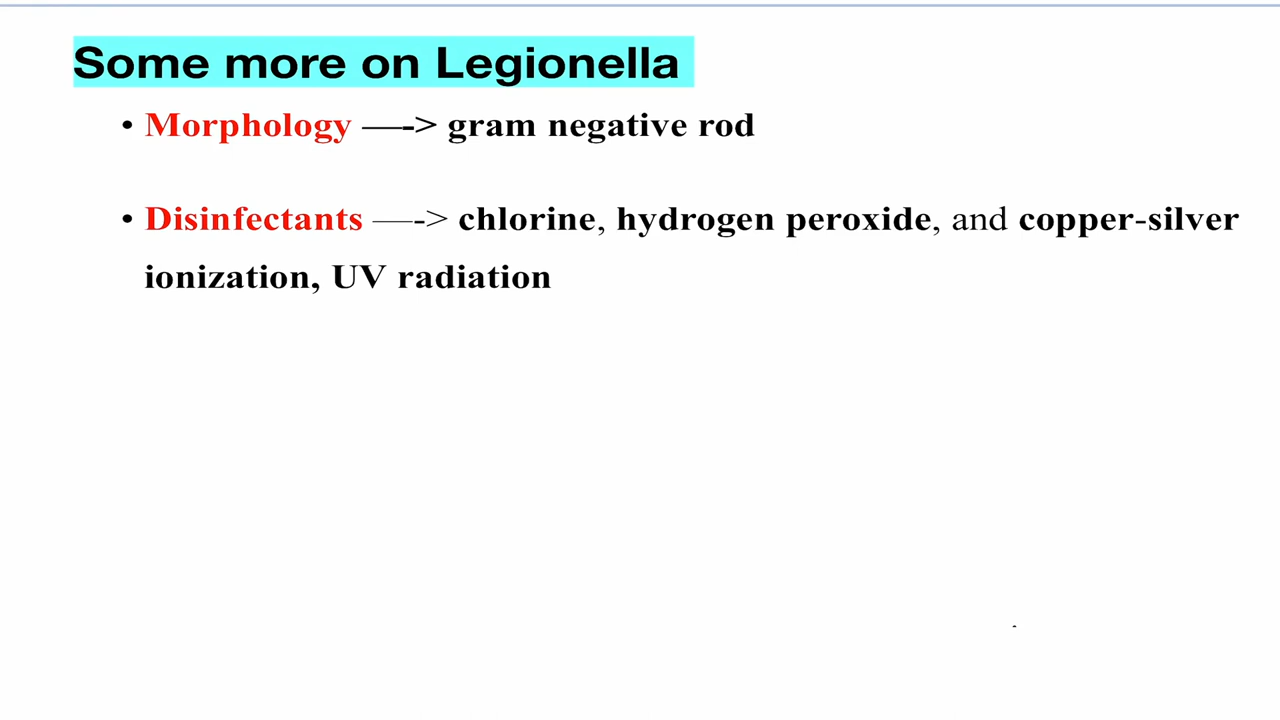 Some more on Legionella
• Morphology —-> gram negative rod
• Disinfectants —-> chlorine, hydrogen peroxide, and copper-silver
ionization, UV radiation